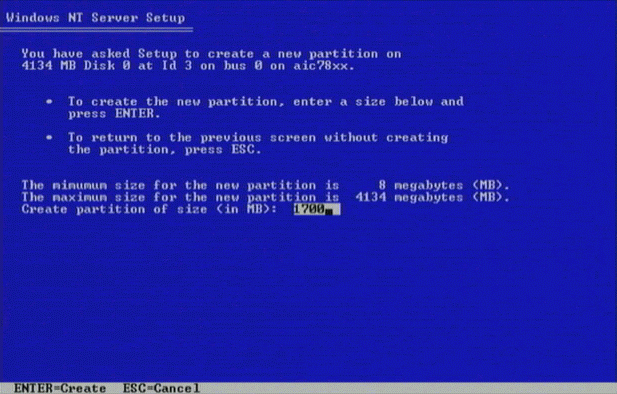 Windows NT Server Setup
You have asked Setup to create a new partition on
4134 MB Disk 0 at Id 3 on bus 0 on aic78xx.
• To create the new partition, enter a size below and
press ENTER.
• To return to the previous screen without creating
the partition, press ESC.
The minumum size for the new partition is 8 megabytes (MB).
The maximum size for the new partition is 4134 megabytes (MB).
Create partition of size (in MB): 1700
ENTER=Create ESC=Cancel